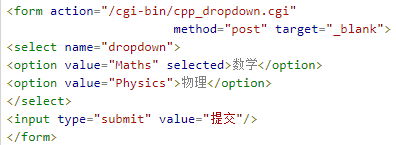 <form action="/cgi-bin/cpp_dropdown.cgi"
method="post" target="_blank">
<select name="dropdown">
<option value="Maths" selected>数学</option>
<option value="Physics">物理</option>
</select>
<input type="submit" value="提交"/>
</form>